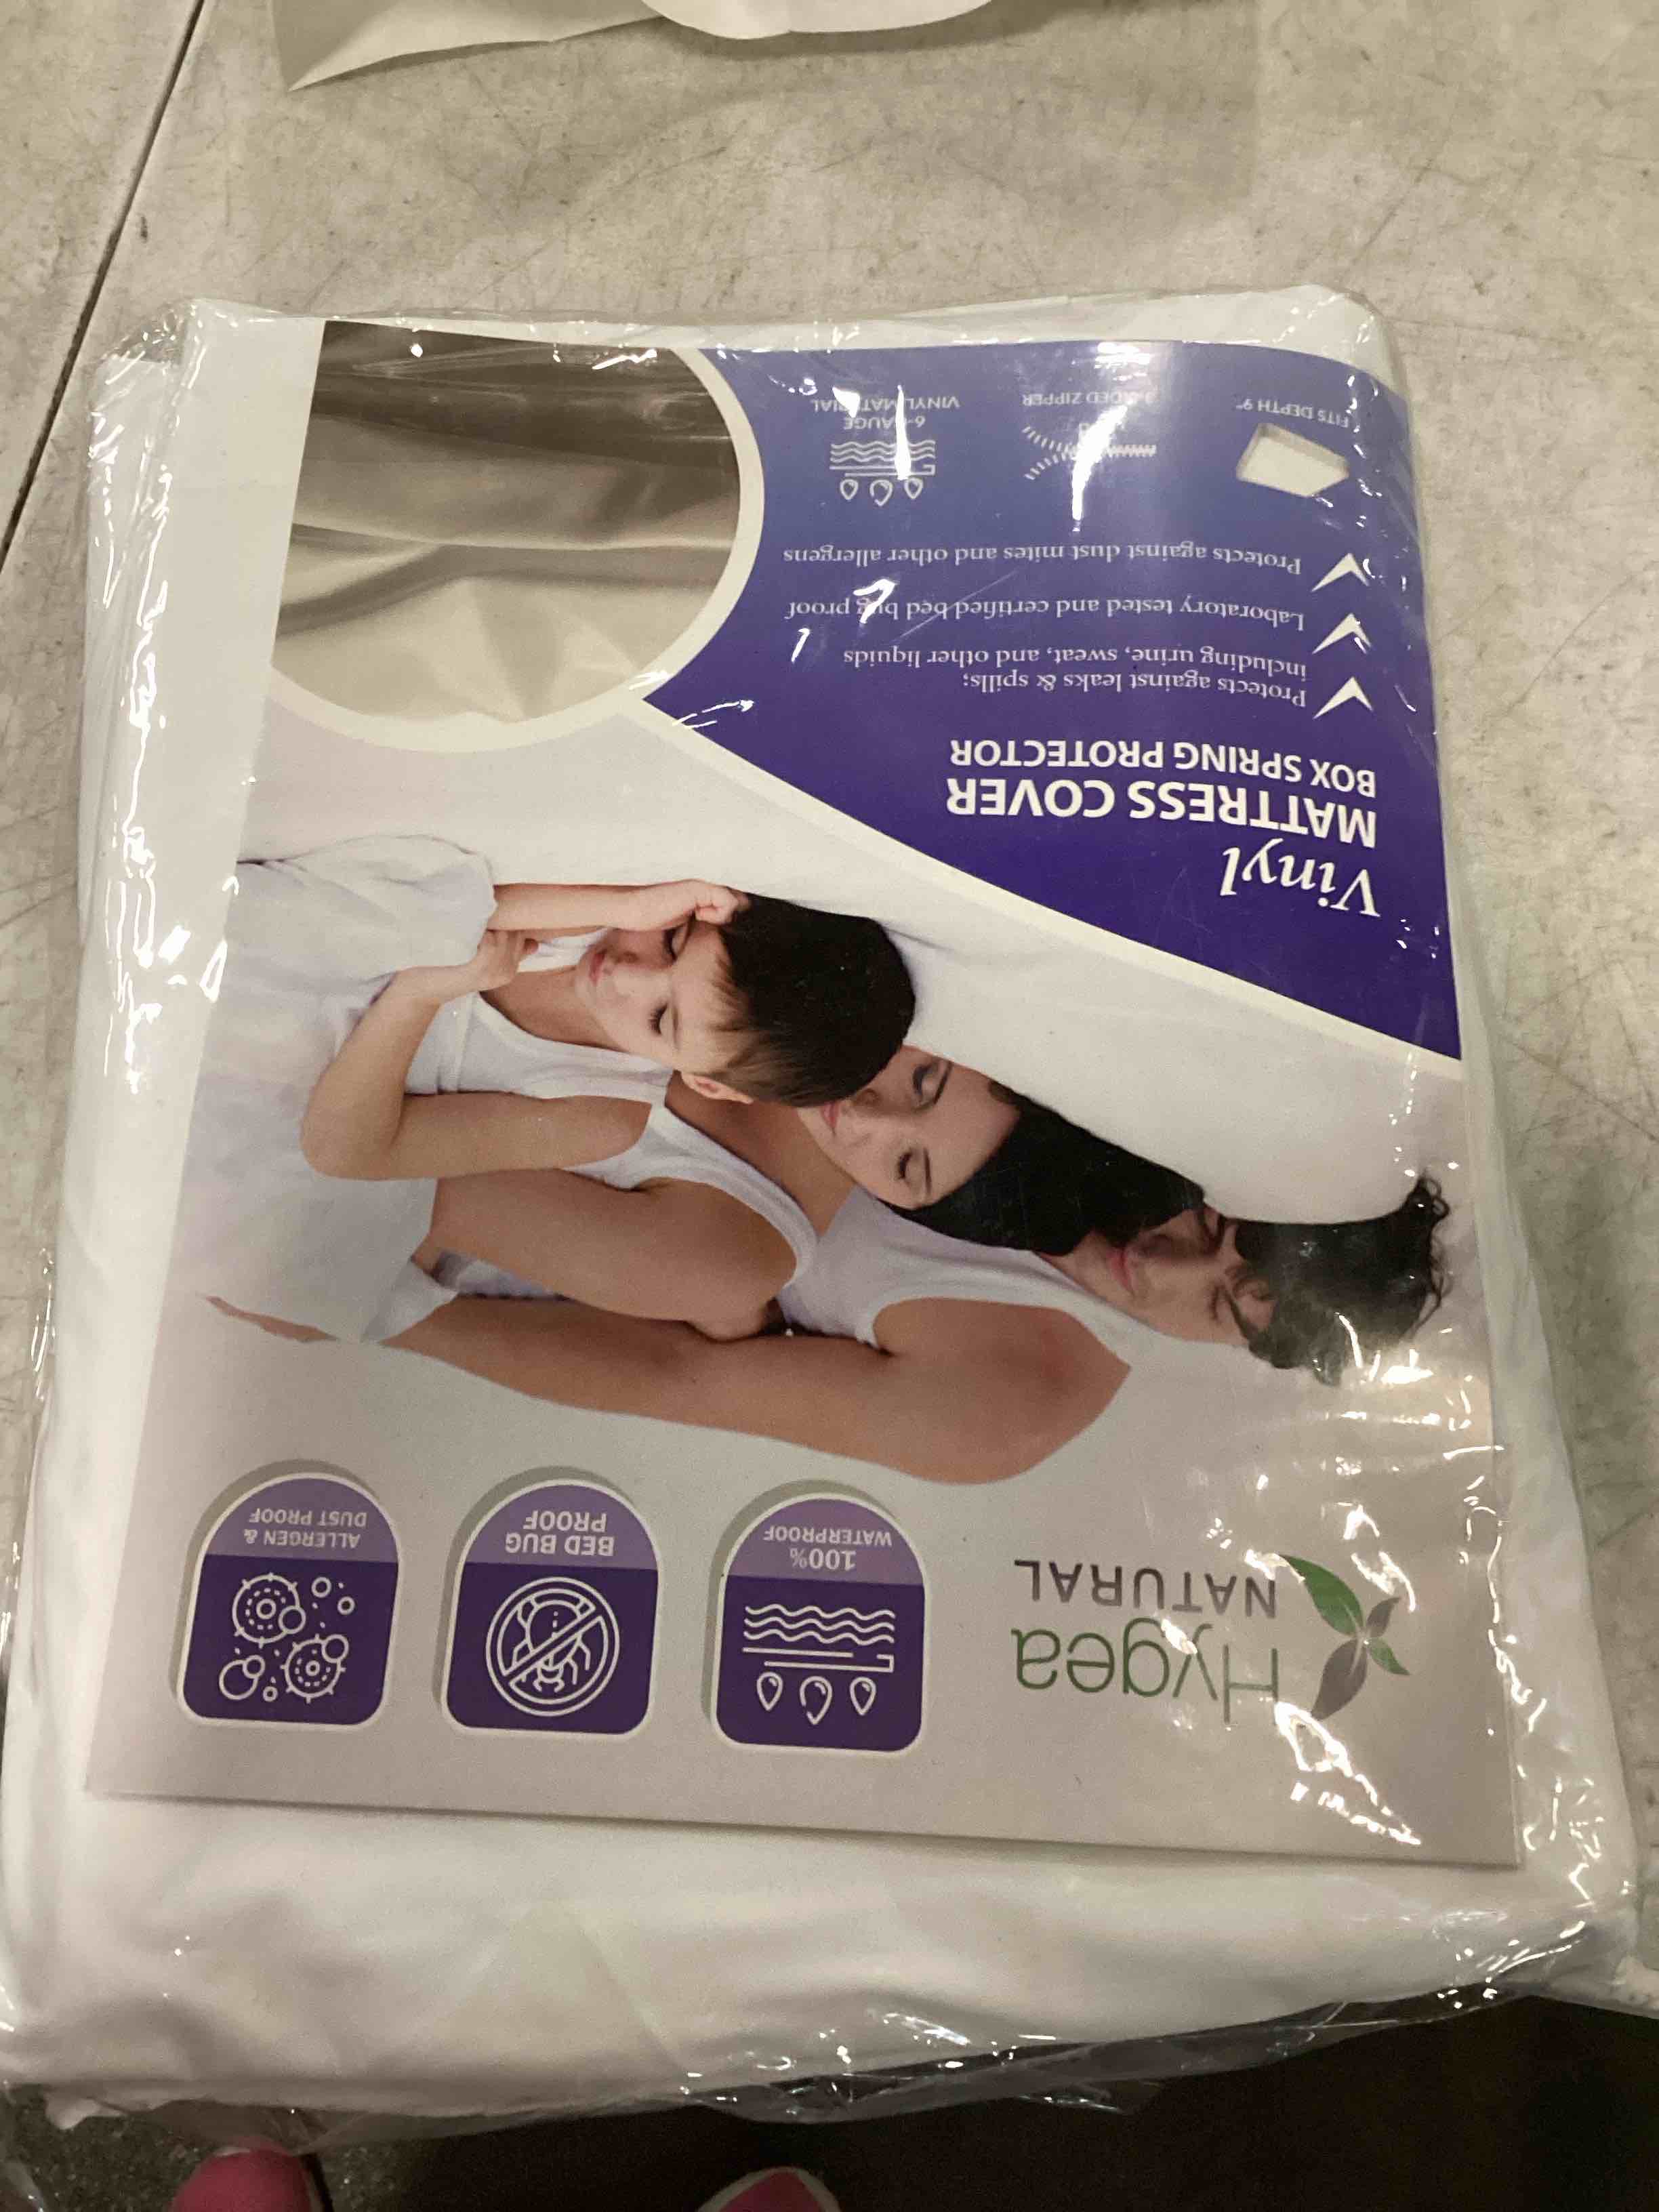 Hygea
NATURAL
100%
WATERPROOF
BED BUG
PROOF
ALLERGEN &
DUST PROOF
Vinyl
MATTRESS COVER
BOX SPRING PROTECTOR
Protects against leaks & spills;
including urine, sweat, and other liquids
Laboratory tested and certified bed bug proof
Protects against dust mites and other allergens
FITS DEPTH 9"
ZIPPER
6-GAUGE
VINYL MATERIAL